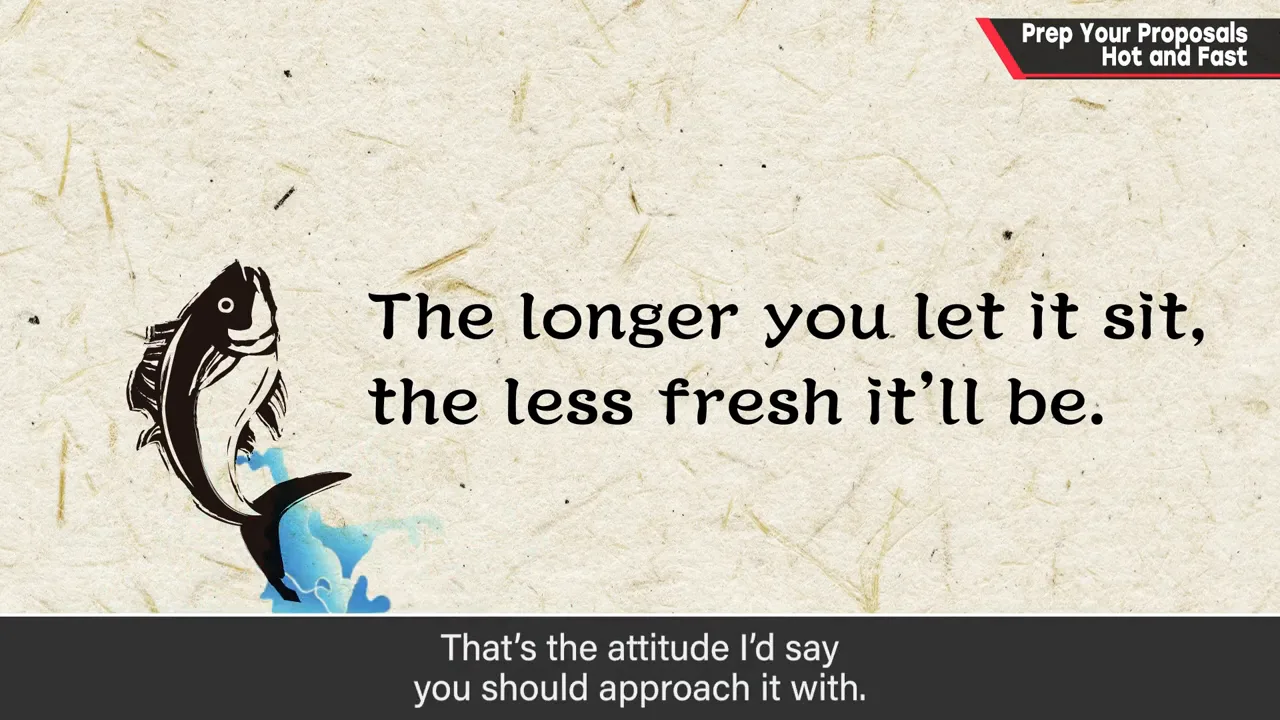 Prep Your Proposals
Hot and Fast
The longer you let it sit,
the less fresh it’ll be.
That’s the attitude I’d say
you should approach it with.